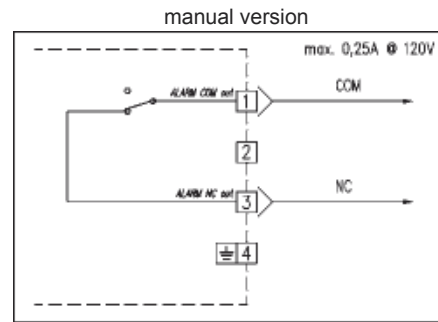 manual version
max. 0,25A @ 120V
ALARM COM out
1
COM
2
ALARM NC out
3
NC
4